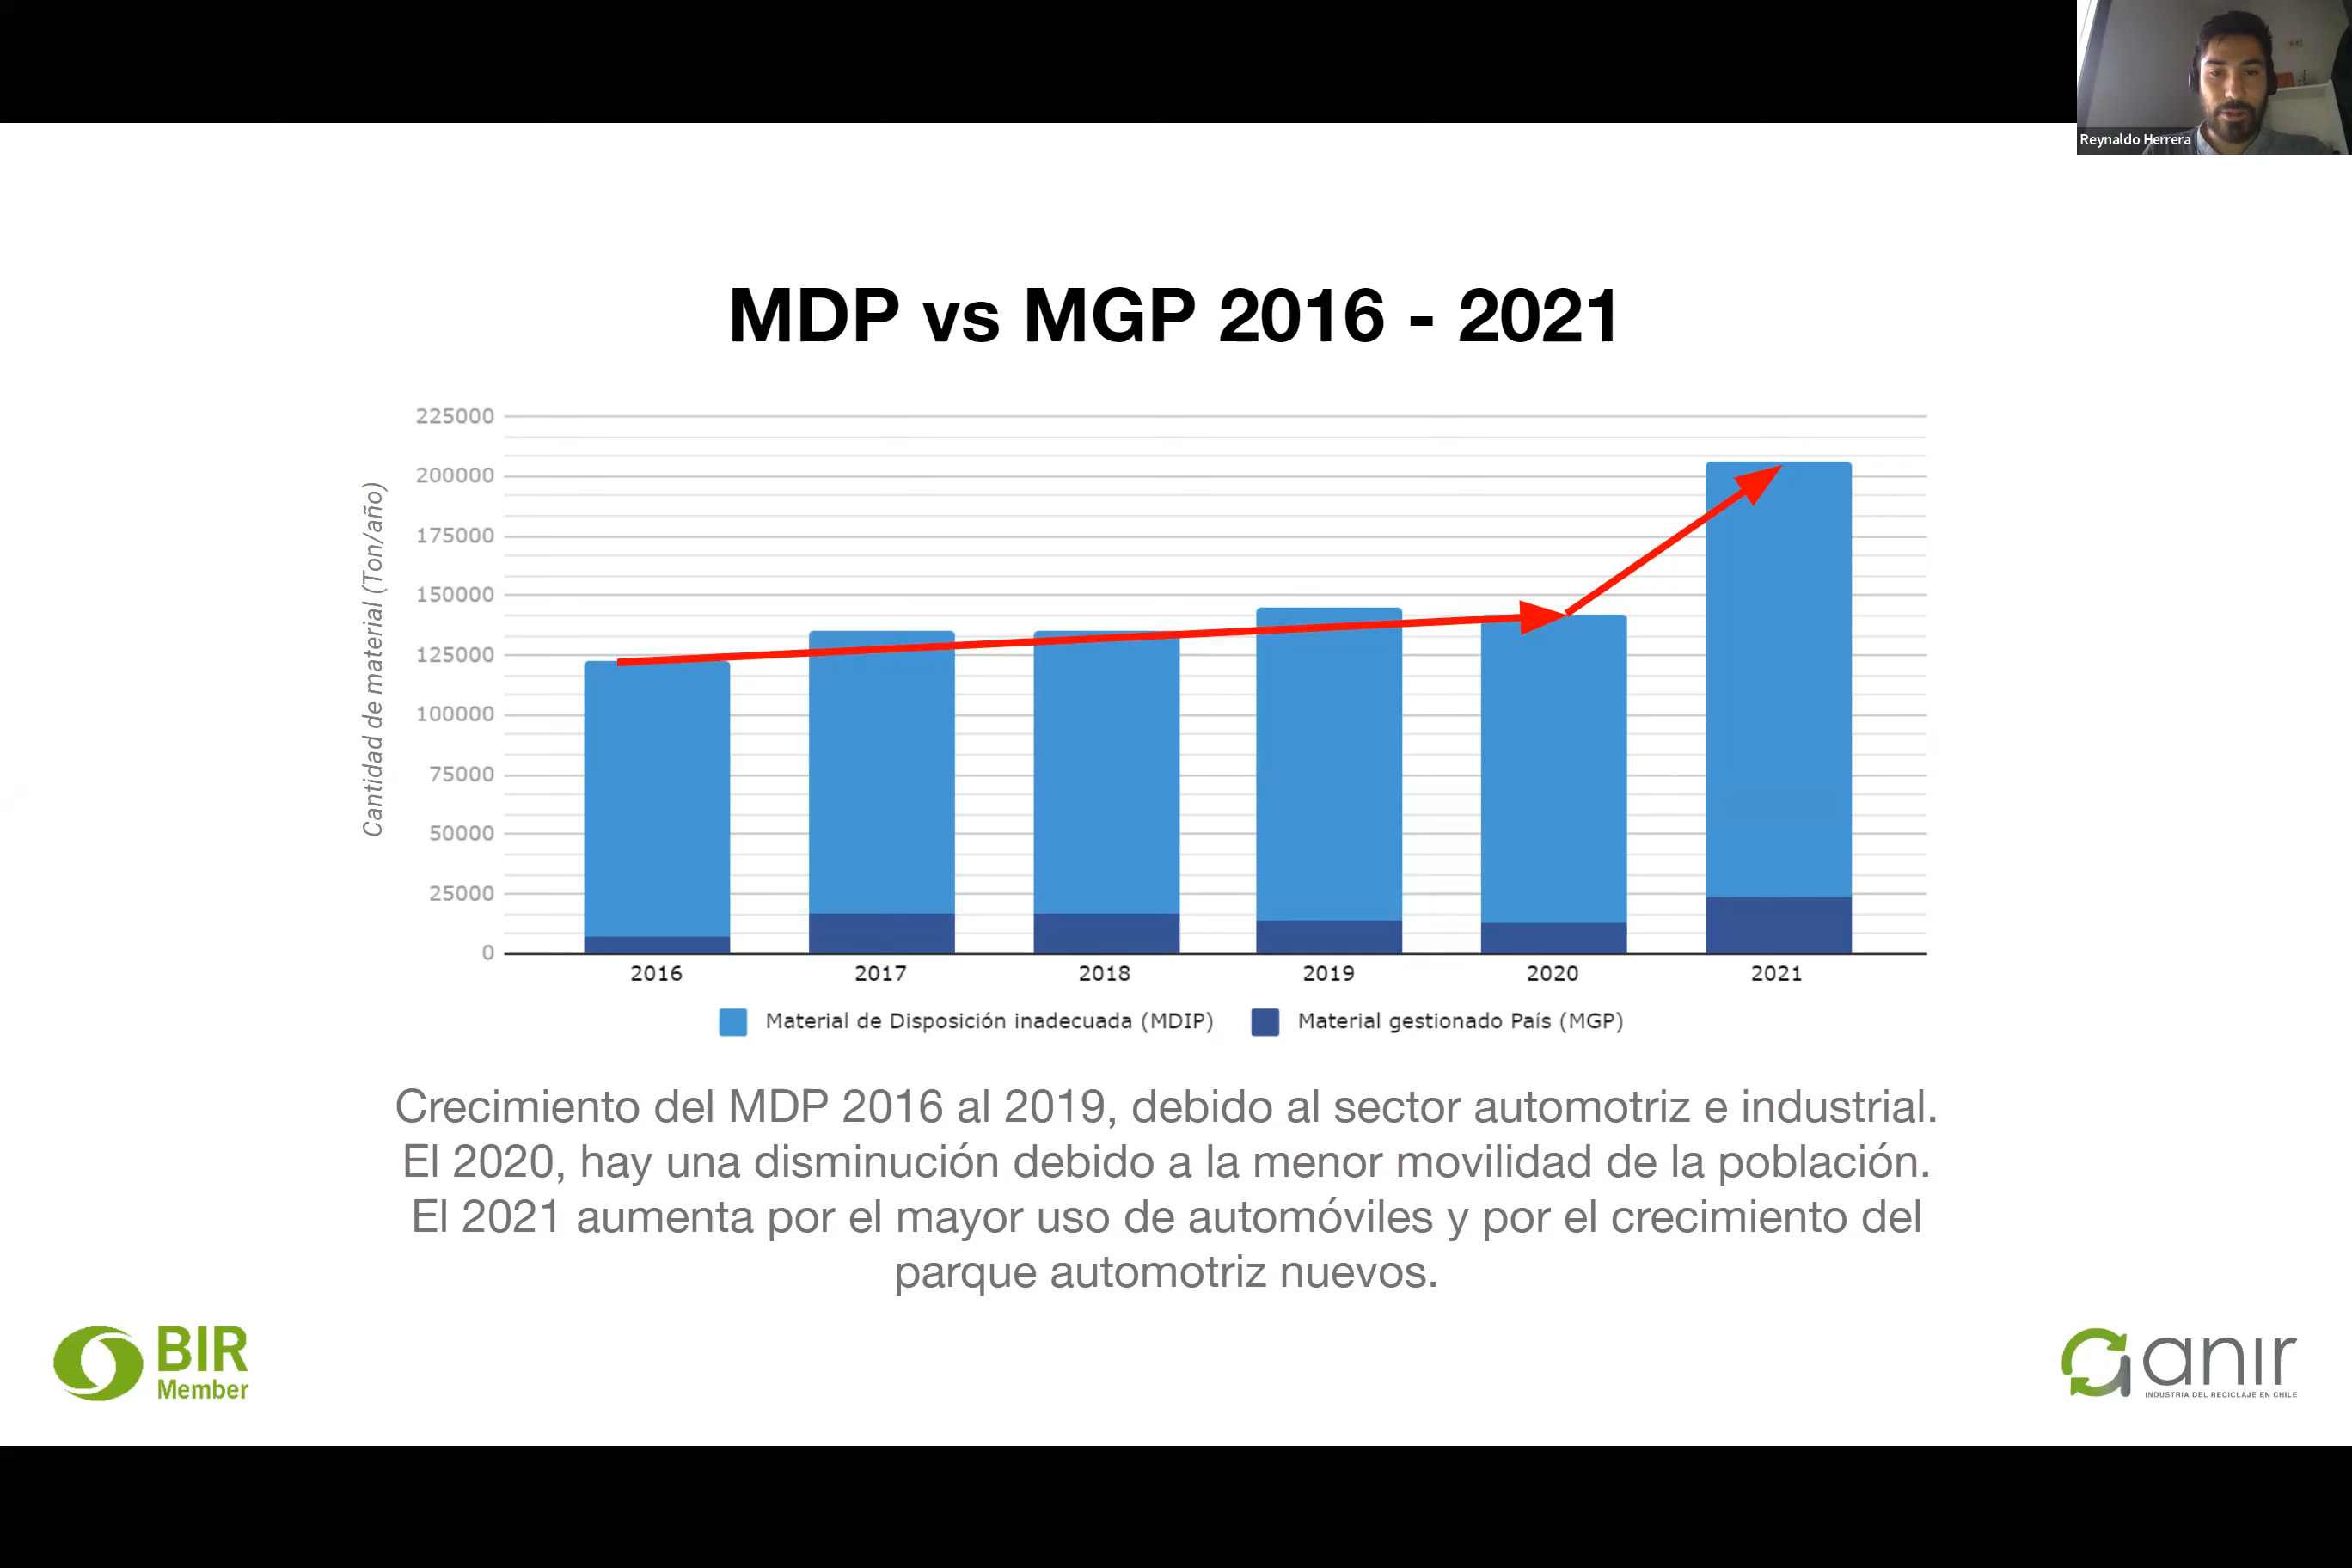 Reynaldo Herrera
MDP vs MGP 2016 - 2021
Cantidad de material (Ton/año)
225000
200000
175000
150000
125000
100000
75000
50000
25000
0
2016 2017 2018 2019 2020 2021
Material de Disposición inadecuada (MDIP) Material gestionado País (MGP)
Crecimiento del MDP 2016 al 2019, debido al sector automotriz e industrial.
El 2020, hay una disminución debido a la menor movilidad de la población.
El 2021 aumenta por el mayor uso de automóviles y por el crecimiento del
parque automotriz nuevos.
BIR
Member
anir
INDUSTRIA DEL RECICLAJE EN CHILE